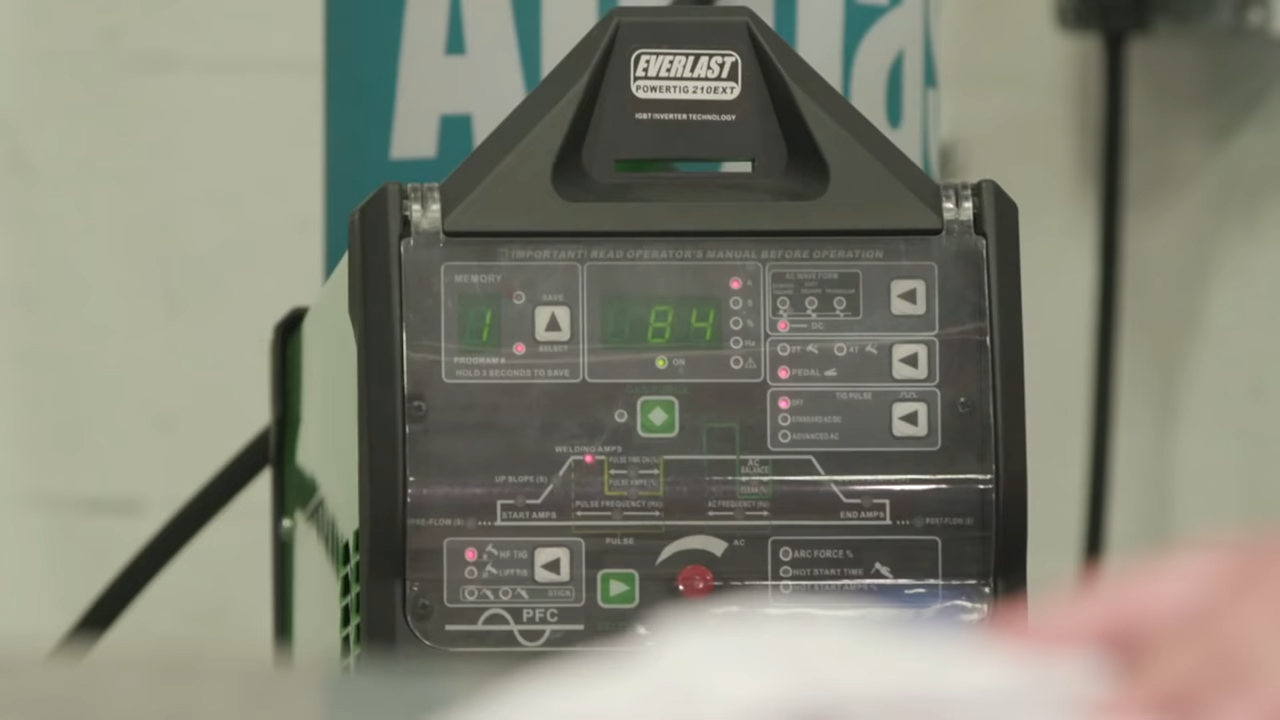 EVERLAST
POWERTIG 210EXT
IGBT INVERTER TECHNOLOGY
IMPORTANT! READ OPERATOR'S MANUAL BEFORE OPERATION
MEMORY
SAVE
1
SELECT
PROGRAM #
HOLD 3 SECONDS TO SAVE
84
A
S
%
Hz
ON
AC WAVE FORM
DC
2T
4T
PEDAL
TIG PULSE
OFF
STANDARD AC/DC
ADVANCED AC
WELDING AMPS
PULSE TIME ON (%)
PULSE AMPS (%)
UP SLOPE (S)
AC BALANCE
START AMPS
PULSE FREQUENCY (Hz)
AC FREQUENCY (Hz)
END AMPS
PRE-FLOW (S)
POST-FLOW (S)
PULSE
AC
HF TIG
LIFT TIG
STICK
ARC FORCE %
HOT START TIME
HOT START AMPS %
PFC